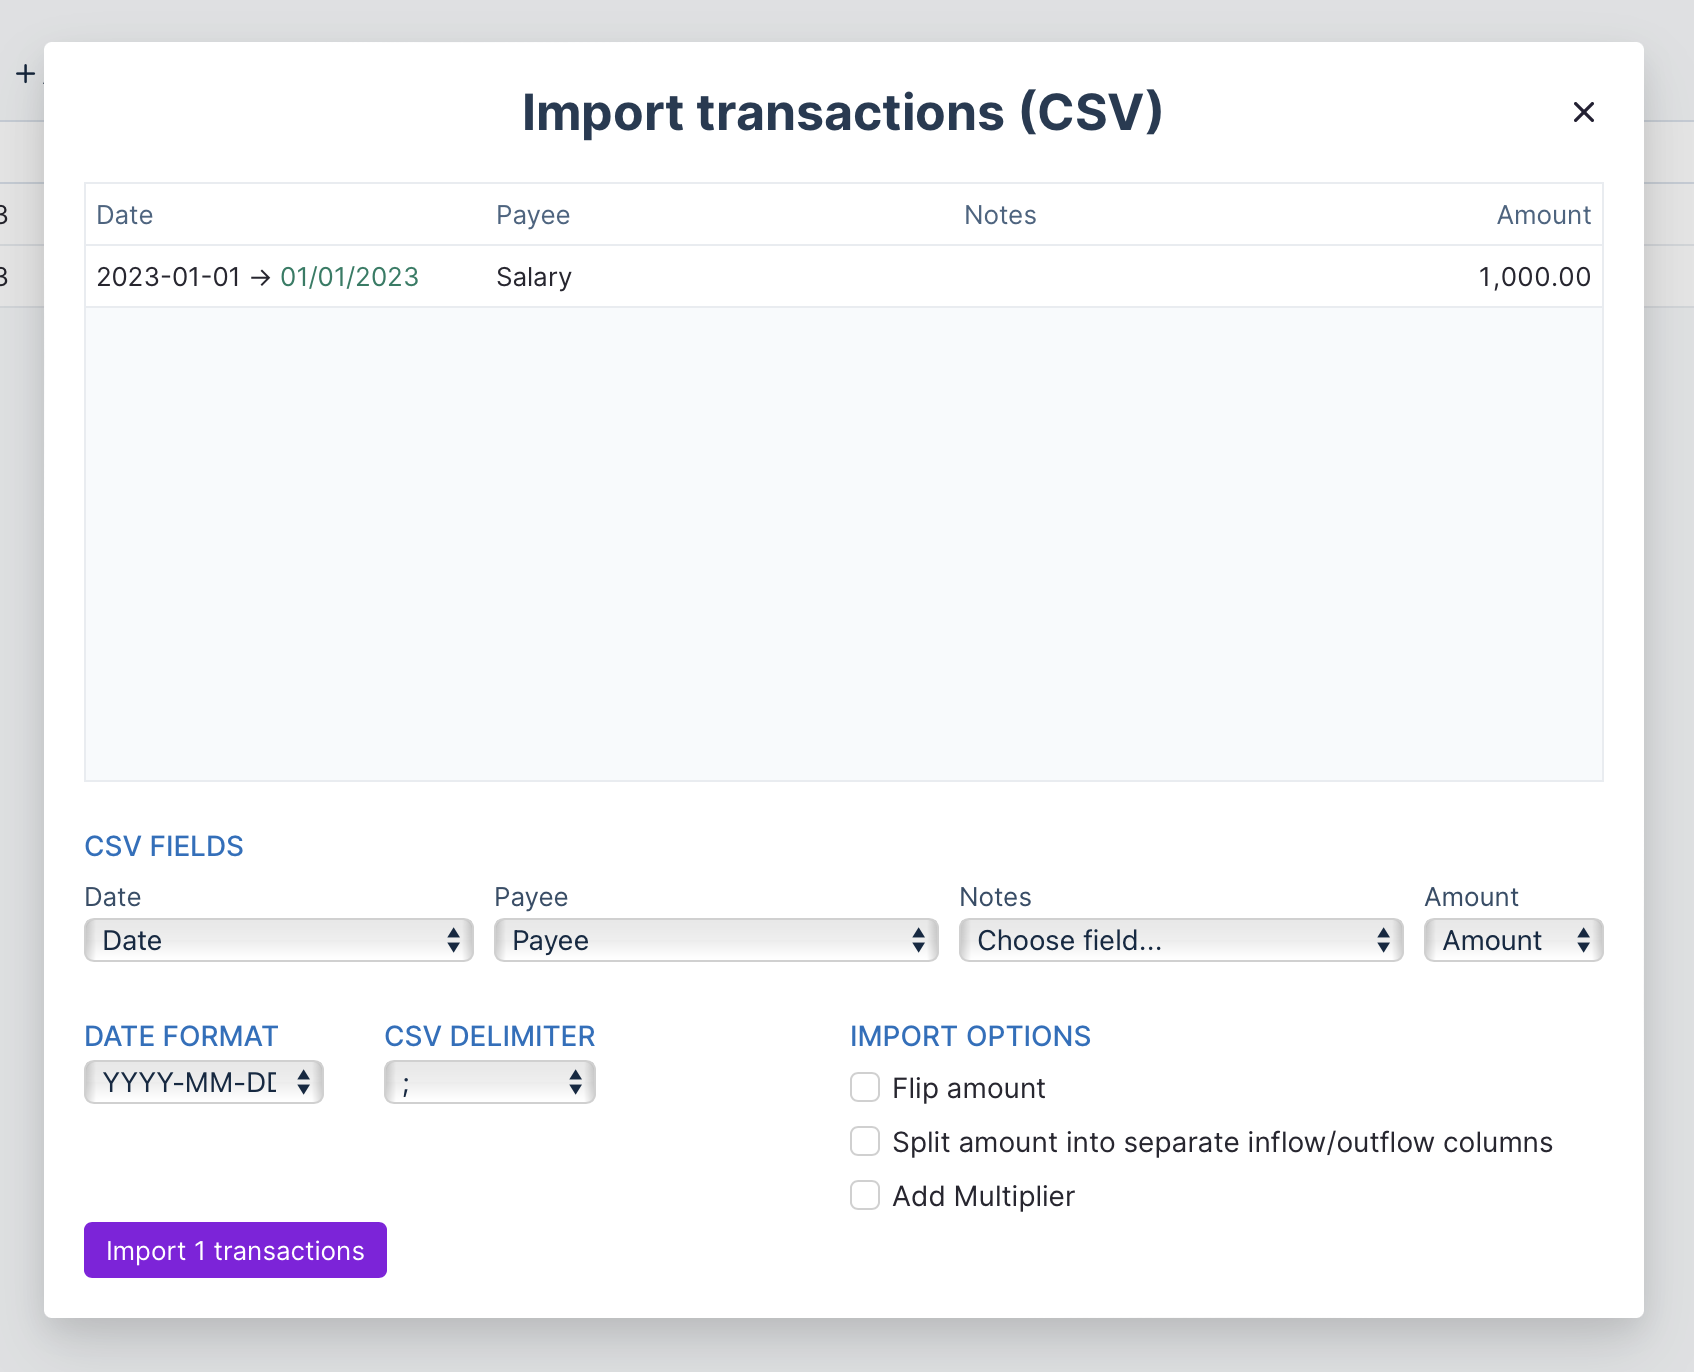 +
Import transactions (CSV)
Date Payee Notes Amount
3
2023-01-01 → 01/01/2023 Salary 1,000.00
3
CSV FIELDS
Date Payee Notes Amount
Date Payee Choose field... Amount
DATE FORMAT CSV DELIMITER IMPORT OPTIONS
YYYY-MM-DD ; Flip amount
Split amount into separate inflow/outflow columns
Add Multiplier
Import 1 transactions